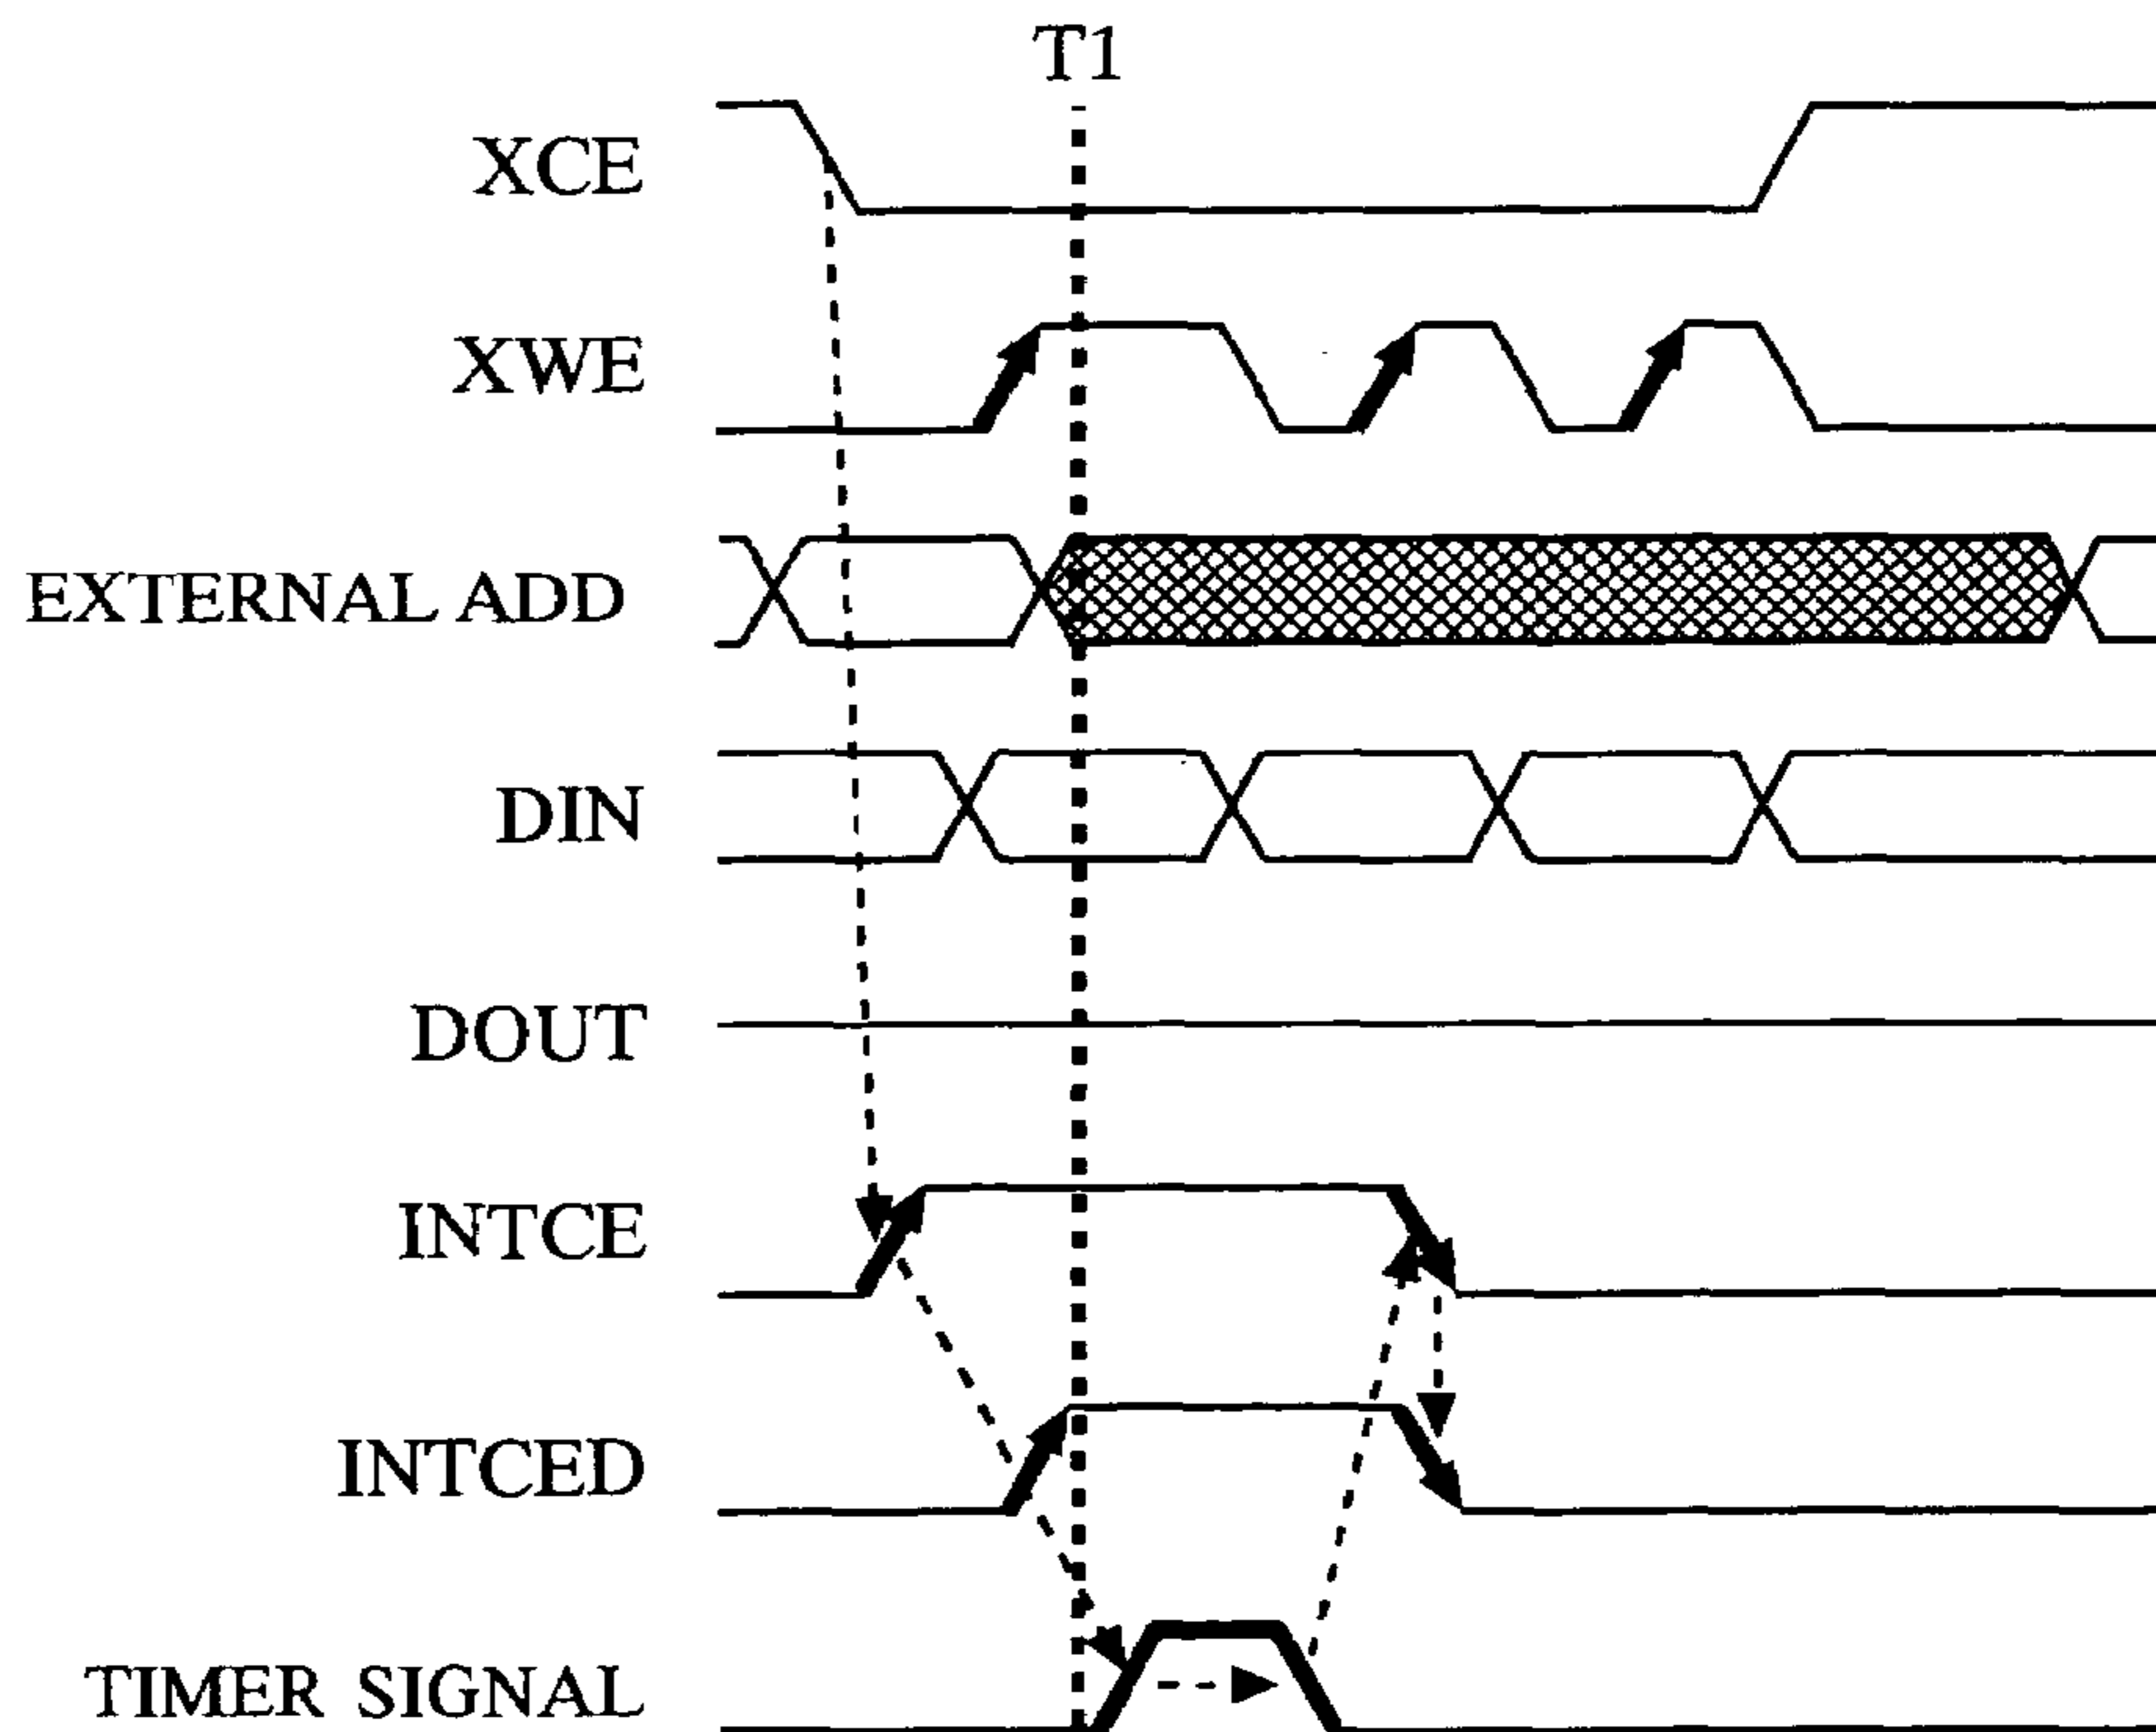 T1
XCE
XWE
EXTERNAL ADD
DIN
DOUT
INTCE
INTCED
TIMER SIGNAL